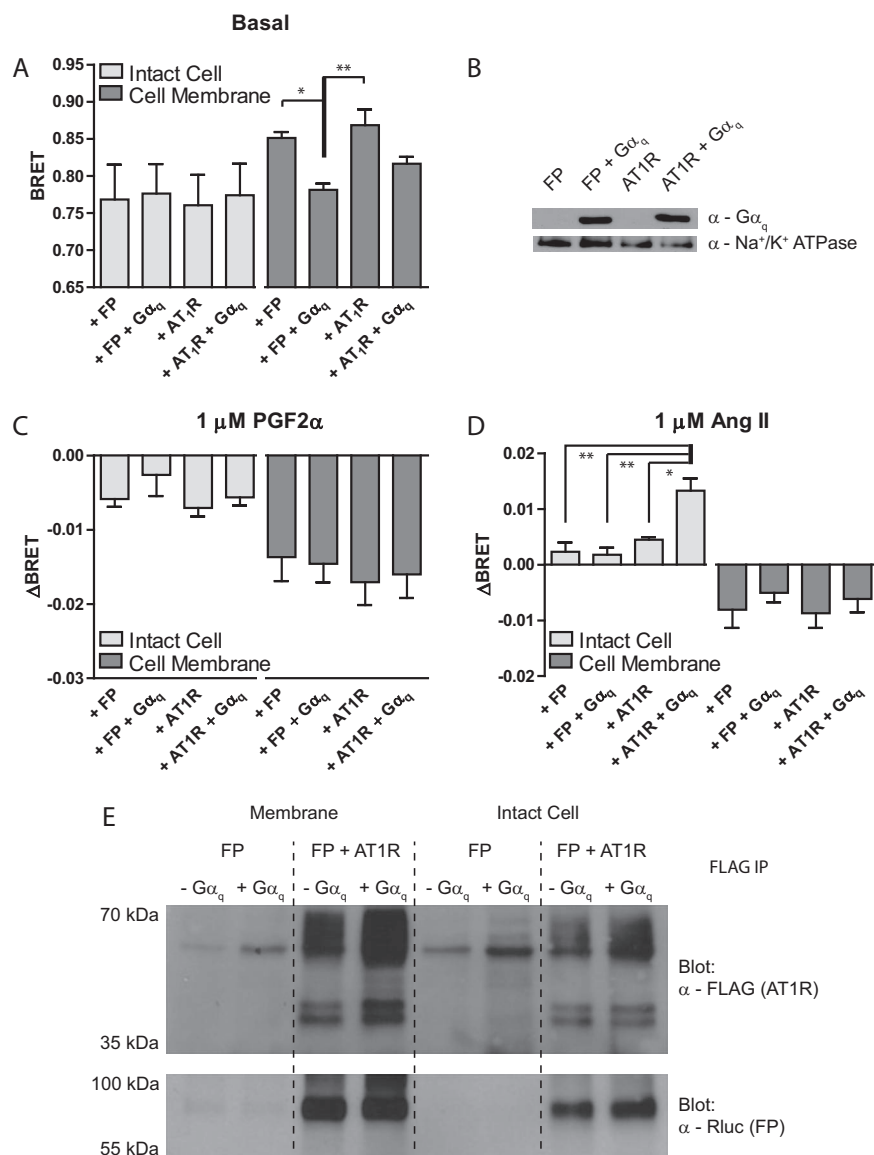 Basal
A
0.95
0.90
0.85
0.80
0.75
0.70
0.65
BRET
Intact Cell
Cell Membrane
*
**
+ FP
+ FP + Gαq
+ AT1R
+ AT1R + Gαq
+ FP
+ FP + Gαq
+ AT1R
+ AT1R + Gαq
B
FP
FP + Gαq
AT1R
AT1R + Gαq
α - Gαq
α - Na+/K+ ATPase
C
1 μM PGF2α
0.00
-0.01
-0.02
-0.03
ΔBRET
Intact Cell
Cell Membrane
+ FP
+ FP + Gαq
+ AT1R
+ AT1R + Gαq
+ FP
+ FP + Gαq
+ AT1R
+ AT1R + Gαq
D
1 μM Ang II
0.02
0.01
0.00
-0.01
-0.02
ΔBRET
**
**
*
Intact Cell
Cell Membrane
+ FP
+ FP + Gαq
+ AT1R
+ AT1R + Gαq
+ FP
+ FP + Gαq
+ AT1R
+ AT1R + Gαq
E
Membrane Intact Cell
FP FP + AT1R FP FP + AT1R
FLAG IP
- Gαq + Gαq - Gαq + Gαq - Gαq + Gαq - Gαq + Gαq
70 kDa
35 kDa
Blot:
α - FLAG (AT1R)
100 kDa
55 kDa
Blot:
α - Rluc (FP)